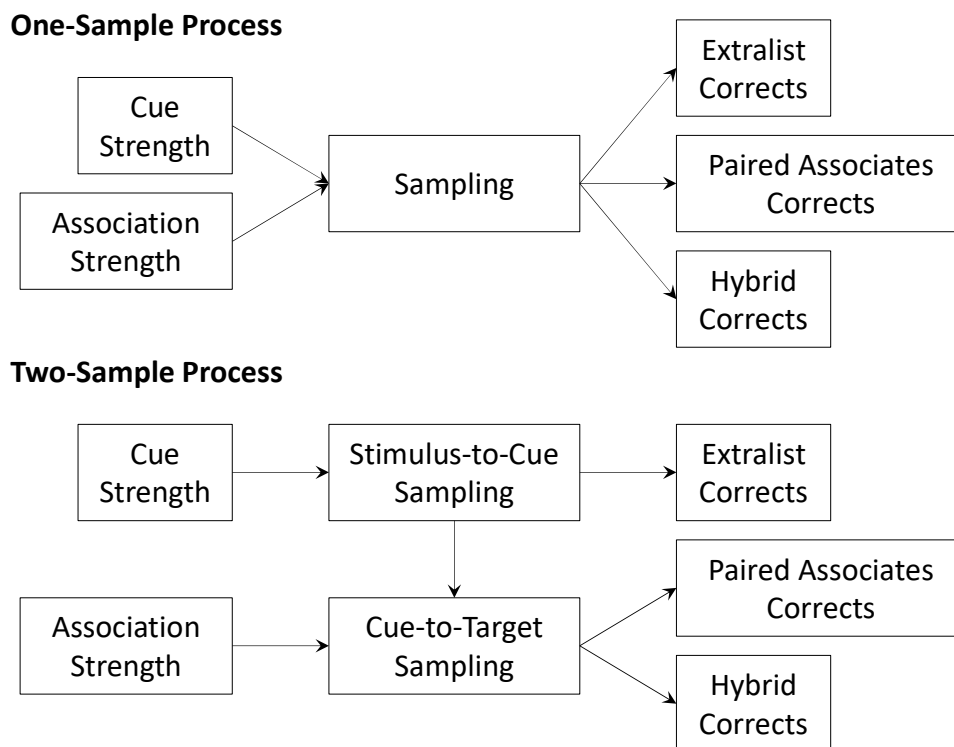 One-Sample Process
Cue
Strength
Association
Strength
Sampling
Extralist
Corrects
Paired Associates
Corrects
Hybrid
Corrects
Two-Sample Process
Cue
Strength
Stimulus-to-Cue
Sampling
Extralist
Corrects
Association
Strength
Cue-to-Target
Sampling
Paired Associates
Corrects
Hybrid
Corrects